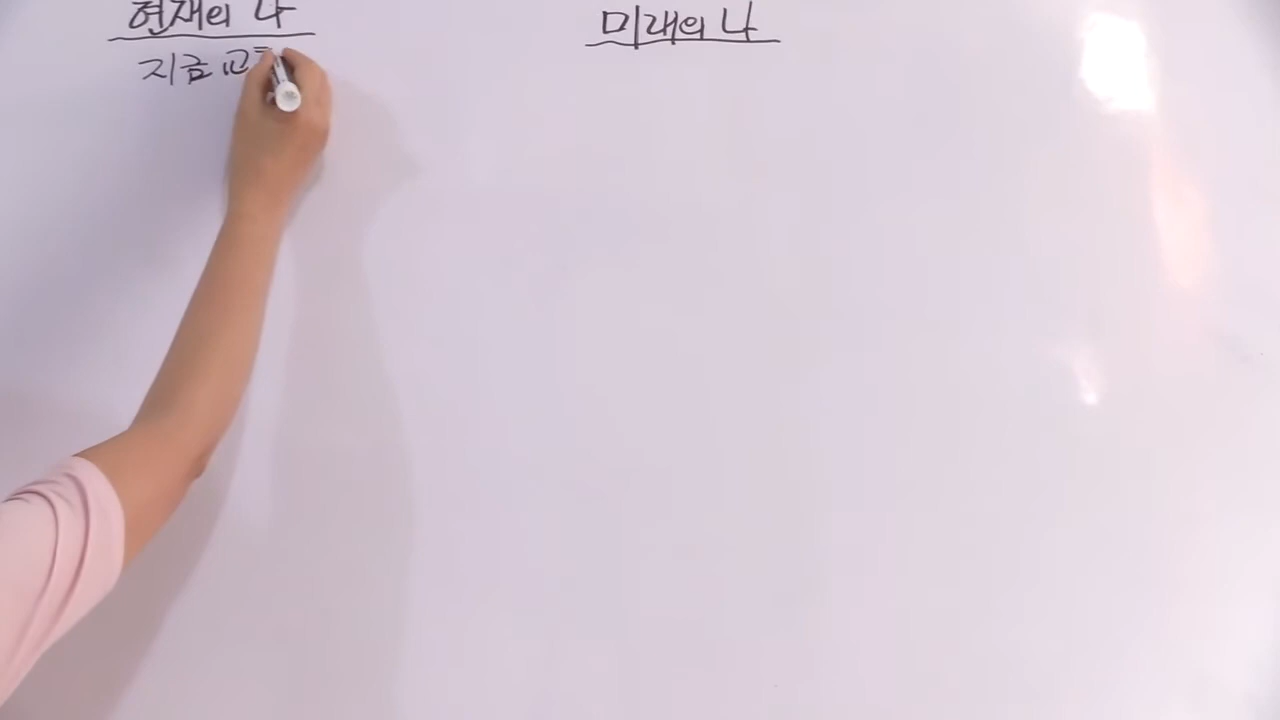 현재의 나
미래의 나
지금